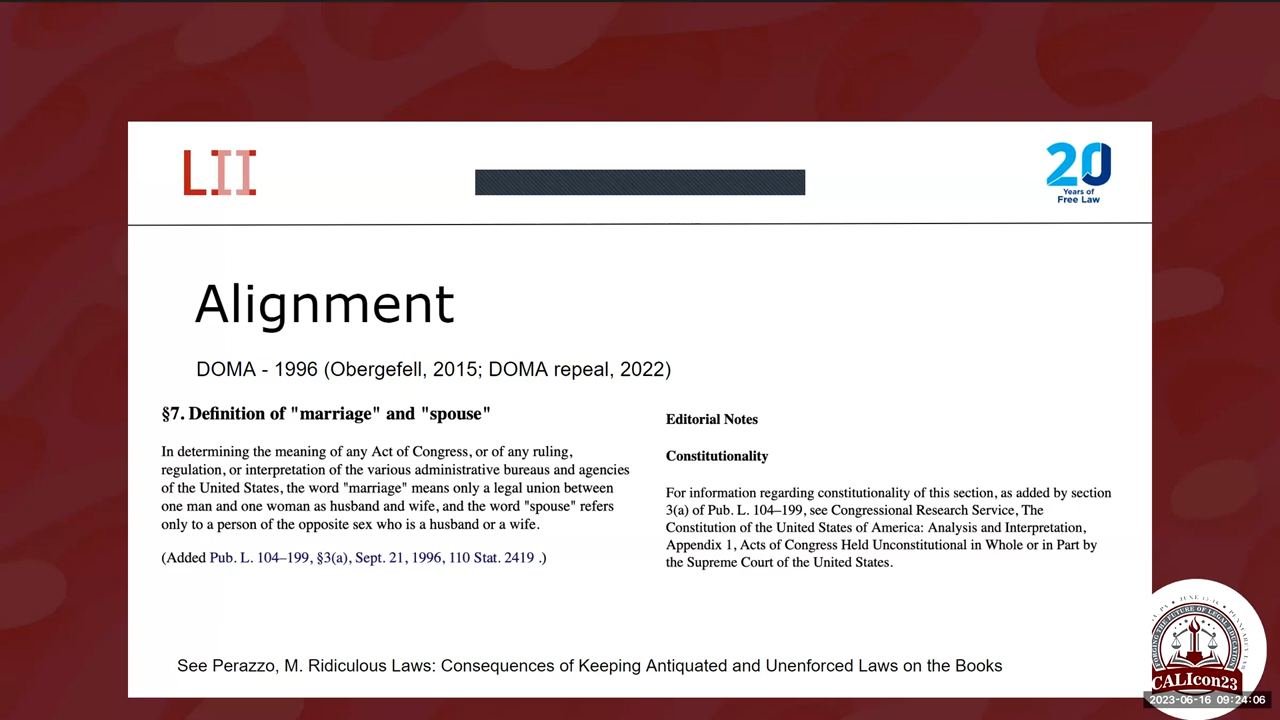 LII
20
Years of
Free Law
Alignment
DOMA - 1996 (Obergefell, 2015; DOMA repeal, 2022)
§7. Definition of "marriage" and "spouse"
In determining the meaning of any Act of Congress, or of any ruling,
regulation, or interpretation of the various administrative bureaus and agencies
of the United States, the word "marriage" means only a legal union between
one man and one woman as husband and wife, and the word "spouse" refers
only to a person of the opposite sex who is a husband or a wife.
(Added Pub. L. 104–199, §3(a), Sept. 21, 1996, 110 Stat. 2419 .)
Editorial Notes
Constitutionality
For information regarding constitutionality of this section, as added by section
3(a) of Pub. L. 104–199, see Congressional Research Service, The
Constitution of the United States of America: Analysis and Interpretation,
Appendix 1, Acts of Congress Held Unconstitutional in Whole or in Part by
the Supreme Court of the United States.
See Perazzo, M. Ridiculous Laws: Consequences of Keeping Antiquated and Unenforced Laws on the Books
CALIcon23
2023-06-16 09:24:06